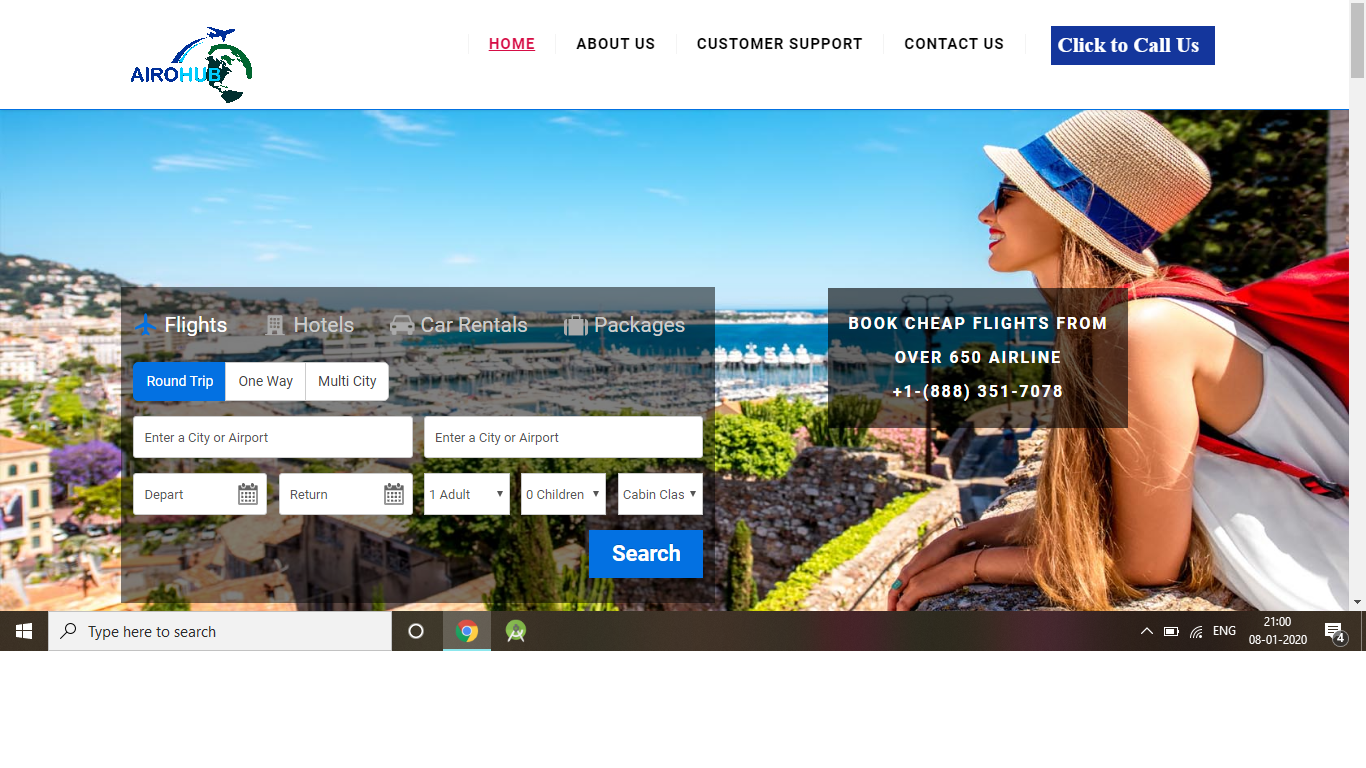 AIROHUB
HOME
ABOUT US
CUSTOMER SUPPORT
CONTACT US
Click to Call Us
Flights
Hotels
Car Rentals
Packages
Round Trip
One Way
Multi City
Enter a City or Airport
Enter a City or Airport
Depart
Return
1 Adult
0 Children
Cabin Clas
Search
BOOK CHEAP FLIGHTS FROM
OVER 650 AIRLINE
+1-(888) 351-7078
Type here to search
ENG
21:00
08-01-2020
4